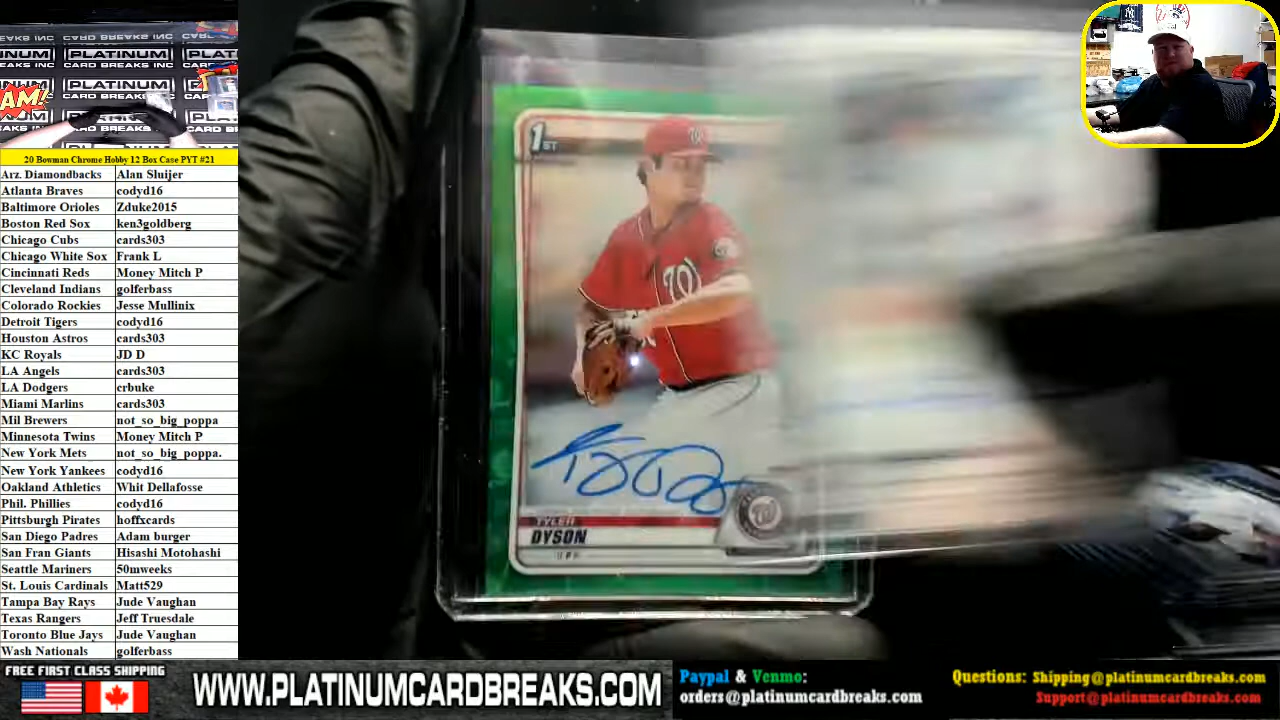 PLATINUM
CARD BREAKS INC
20 Bowman Chrome Hobby 12 Box Case PYT #21
Arz. Diamondbacks Alan Sluijer
Atlanta Braves codyd16
Baltimore Orioles Zduke2015
Boston Red Sox ken3goldberg
Chicago Cubs cards303
Chicago White Sox Frank L
Cincinnati Reds Money Mitch P
Cleveland Indians golferbass
Colorado Rockies Jesse Mullinix
Detroit Tigers codyd16
Houston Astros cards303
KC Royals JD D
LA Angels cards303
LA Dodgers crbuke
Miami Marlins cards303
Mil Brewers not_so_big_poppa
Minnesota Twins Money Mitch P
New York Mets not_so_big_poppa.
New York Yankees codyd16
Oakland Athletics Whit Dellafosse
Phil. Phillies codyd16
Pittsburgh Pirates hoffxcards
San Diego Padres Adam burger
San Fran Giants Hisashi Motohashi
Seattle Mariners 50mweeks
St. Louis Cardinals Matt529
Tampa Bay Rays Jude Vaughan
Texas Rangers Jeff Truesdale
Toronto Blue Jays Jude Vaughan
Wash Nationals golferbass
1ST
W
TYLER
DYSON
FREE FIRST CLASS SHIPPING
WWW.PLATINUMCARDBREAKS.COM
Paypal & Venmo:
orders@platinumcardbreaks.com
Questions: Shipping@platinumcardbreaks.com
Support@platinumcardbreaks.com